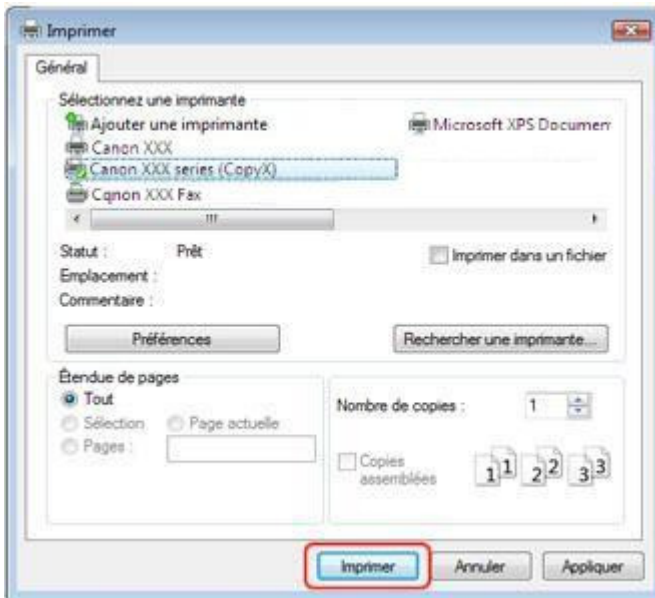 Imprimer
Général
Sélectionnez une imprimante
Ajouter une imprimante Microsoft XPS Documen
Canon XXX
Canon XXX series (CopyX)
Cqnon XXX Fax
Statut : Prêt Imprimer dans un fichier
Emplacement :
Commentaire :
Préférences Rechercher une imprimante...
Étendue de pages
Tout Nombre de copies : 1
Sélection Page actuelle
Pages :
Copies assemblées 1 1 2 2 3 3
Imprimer Annuler Appliquer